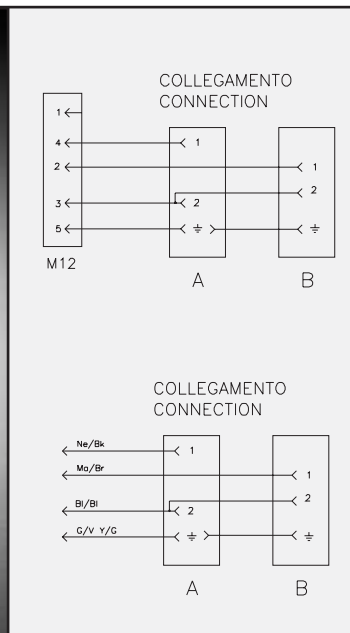 COLLEGAMENTO
CONNECTION
1
4 1
2 1
2
3 2
5
M12
A B
COLLEGAMENTO
CONNECTION
Ne/Bk 1
Ma/Br 1
2
Bl/Bl 2
G/V Y/G
A B